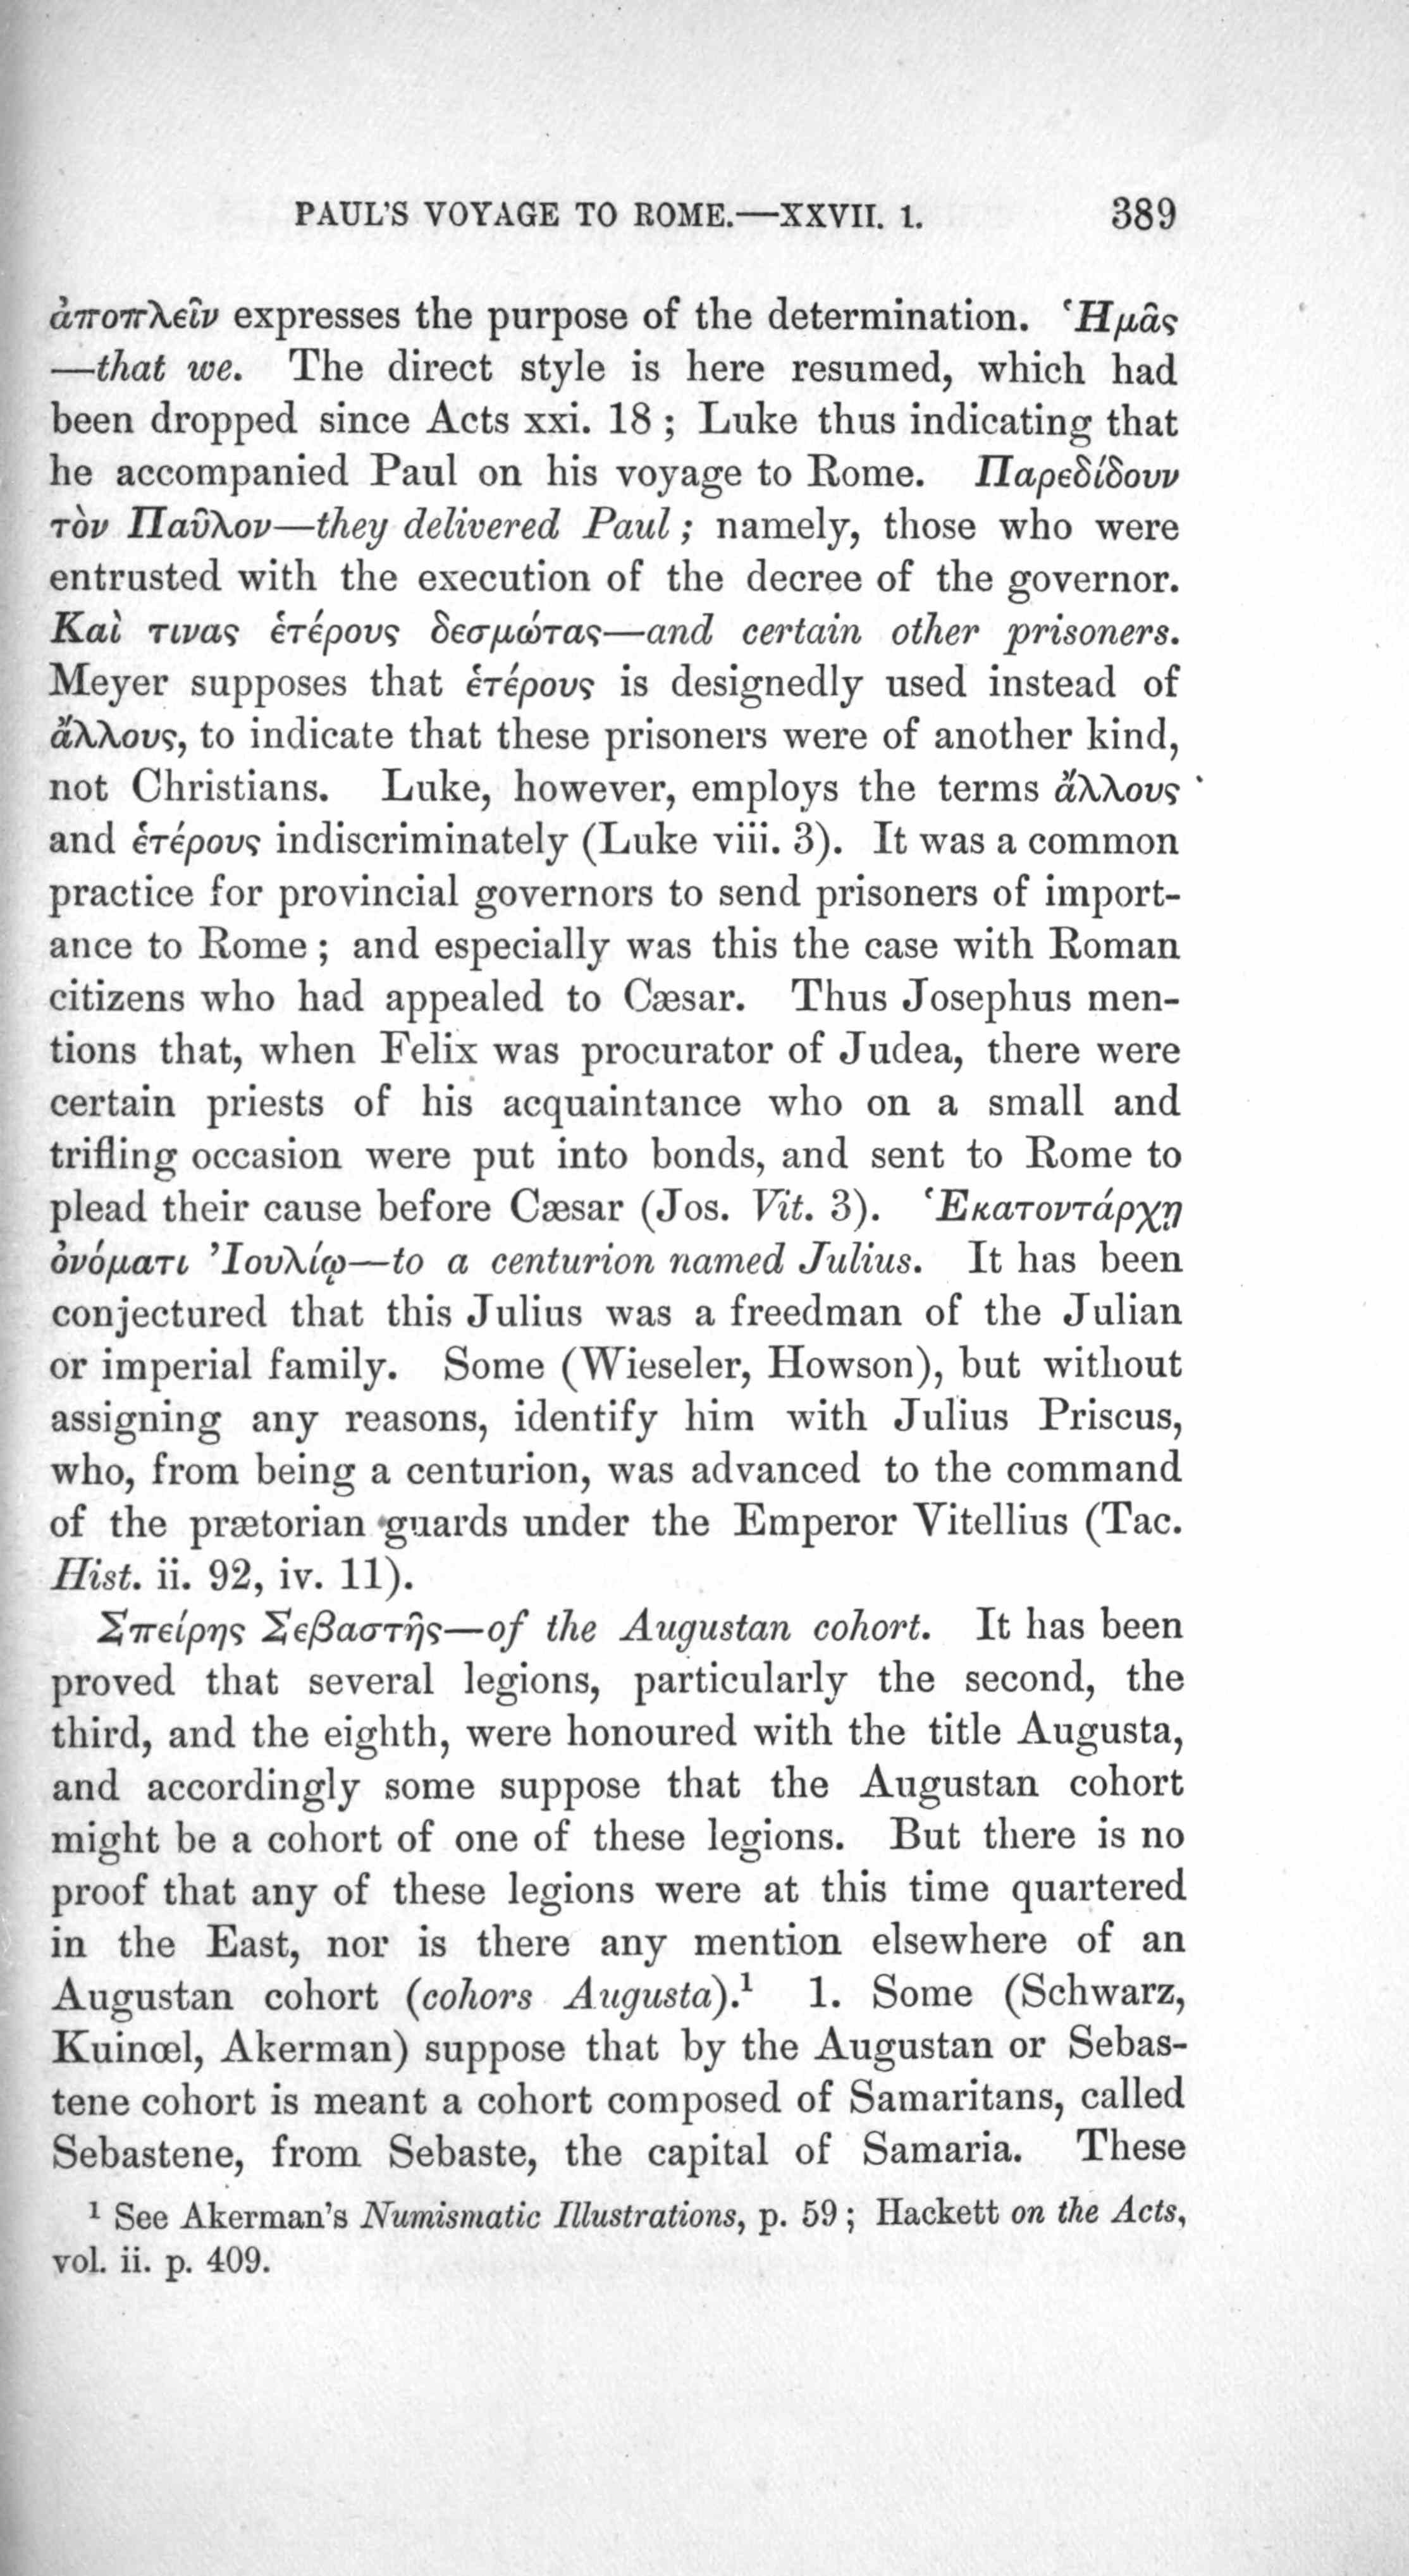 PAUL'S VOYAGE TO ROME.—XXVII. 1. 389
ἀποπλεῖν expresses the purpose of the determination. Ἡμᾶς
—that we. The direct style is here resumed, which had
been dropped since Acts xxi. 18 ; Luke thus indicating that
he accompanied Paul on his voyage to Rome. Παρεδίδουν
τὸν Παῦλον—they delivered Paul ; namely, those who were
entrusted with the execution of the decree of the governor.
Καὶ τινας ἑτέρους δεσμώτας—and certain other prisoners.
Meyer supposes that ἑτέρους is designedly used instead of
ἄλλους, to indicate that these prisoners were of another kind,
not Christians. Luke, however, employs the terms ἄλλους
and ἑτέρους indiscriminately (Luke viii. 3). It was a common
practice for provincial governors to send prisoners of import-
ance to Rome ; and especially was this the case with Roman
citizens who had appealed to Cæsar. Thus Josephus men-
tions that, when Felix was procurator of Judea, there were
certain priests of his acquaintance who on a small and
trifling occasion were put into bonds, and sent to Rome to
plead their cause before Cæsar (Jos. Vit. 3). Ἑκατοντάρχῃ
ὀνόματι Ἰουλίῳ—to a centurion named Julius. It has been
conjectured that this Julius was a freedman of the Julian
or imperial family. Some (Wieseler, Howson), but without
assigning any reasons, identify him with Julius Priscus,
who, from being a centurion, was advanced to the command
of the prætorian guards under the Emperor Vitellius (Tac.
Hist. ii. 92, iv. 11).
Σπείρης Σεβαστῆς—of the Augustan cohort. It has been
proved that several legions, particularly the second, the
third, and the eighth, were honoured with the title Augusta,
and accordingly some suppose that the Augustan cohort
might be a cohort of one of these legions. But there is no
proof that any of these legions were at this time quartered
in the East, nor is there any mention elsewhere of an
Augustan cohort (cohors Augusta).¹ 1. Some (Schwarz,
Kuinœl, Akerman) suppose that by the Augustan or Sebas-
tene cohort is meant a cohort composed of Samaritans, called
Sebastene, from Sebaste, the capital of Samaria. These
¹ See Akerman's Numismatic Illustrations, p. 59 ; Hackett on the Acts,
vol. ii. p. 409.